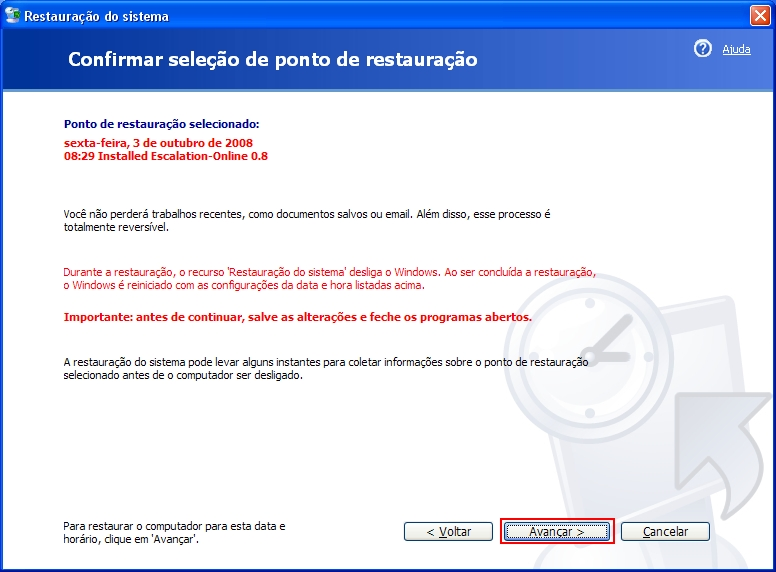 Restauração do sistema
Confirmar seleção de ponto de restauração
Ajuda
Ponto de restauração selecionado:
sexta-feira, 3 de outubro de 2008
08:29 Installed Escalation-Online 0.8
Você não perderá trabalhos recentes, como documentos salvos ou email. Além disso, esse processo é
totalmente reversível.
Durante a restauração, o recurso 'Restauração do sistema' desliga o Windows. Ao ser concluída a restauração,
o Windows é reiniciado com as configurações da data e hora listadas acima.
Importante: antes de continuar, salve as alterações e feche os programas abertos.
A restauração do sistema pode levar alguns instantes para coletar informações sobre o ponto de restauração
selecionado antes de o computador ser desligado.
Para restaurar o computador para esta data e
horário, clique em 'Avançar'.
< Voltar
Avançar >
Cancelar